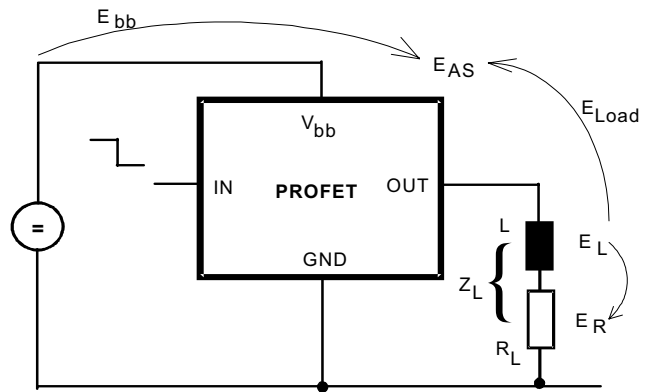 E bb
E AS
E Load
V bb
IN
PROFET
OUT
L
E L
GND
Z L
{
E R
R L
=